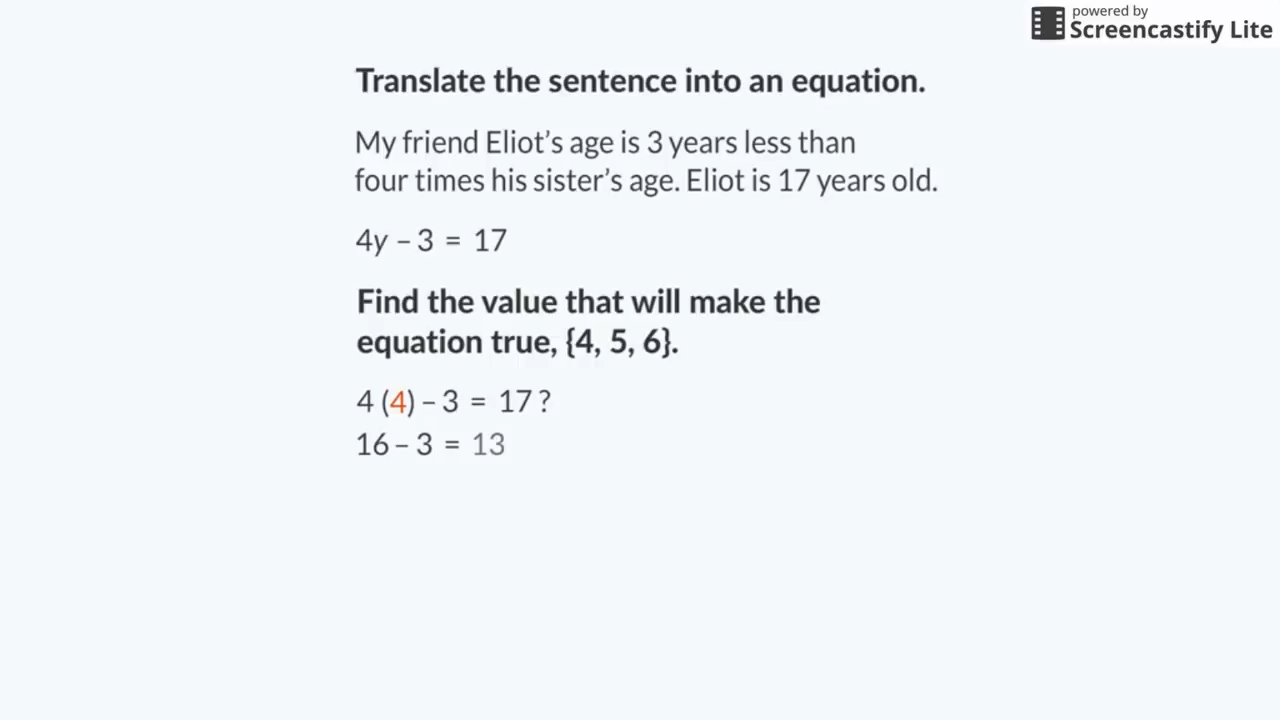 powered by
Screencastify Lite
Translate the sentence into an equation.
My friend Eliot’s age is 3 years less than
four times his sister’s age. Eliot is 17 years old.
4y – 3 = 17
Find the value that will make the
equation true, {4, 5, 6}.
4 (4) – 3 = 17 ?
16 – 3 = 13